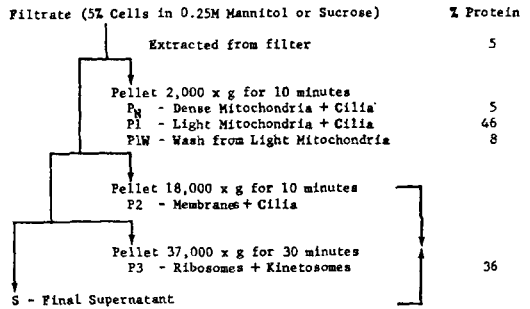 Filtrate (5% Cells in 0.25M Mannitol or Sucrose) % Protein
Extracted from filter 5
Pellet 2,000 x g for 10 minutes
PN - Dense Mitochondria + Cilia 5
P1 - Light Mitochondria + Cilia 46
P1W - Wash from Light Mitochondria 8
Pellet 18,000 x g for 10 minutes
P2 - Membranes + Cilia
Pellet 37,000 x g for 30 minutes
P3 - Ribosomes + Kinetosomes 36
S - Final Supernatant